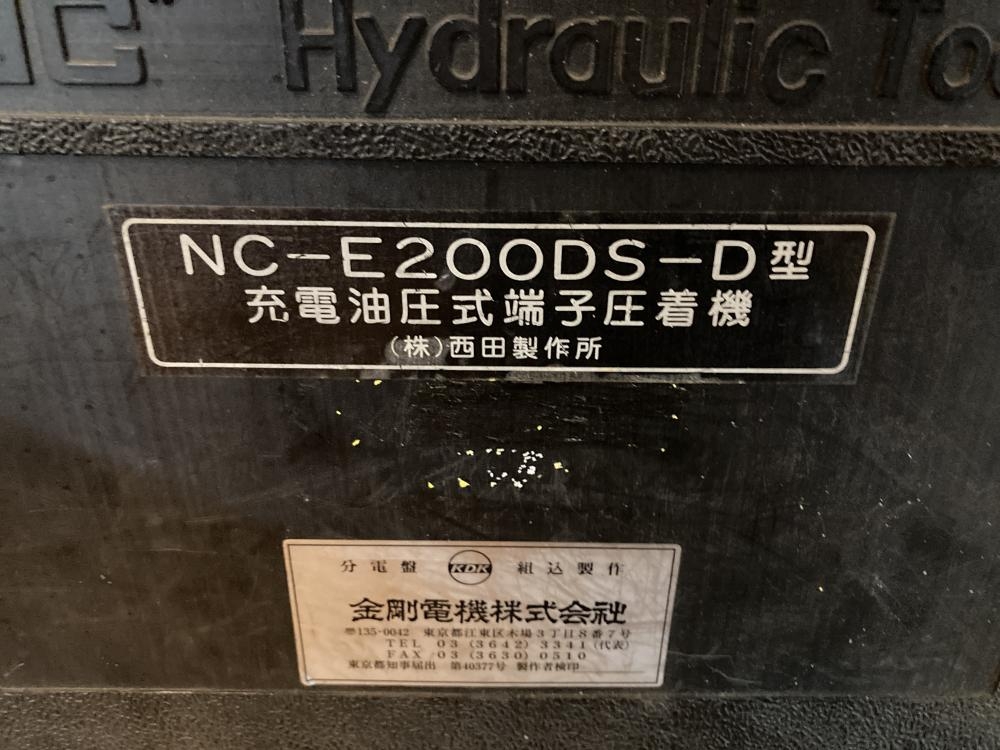 C" Hydraulic To
NC-E200DS-D型
充電油圧式端子圧着機
(株)西田製作所
分電盤 KDK 組込製作
金剛電機株式会社
〒135-0042 東京都江東区木場3丁目8番7号
TEL 03 (3642) 3341 (代表)
FAX 03 (3630) 0510
東京都知事届出 第40377号 製作者検印